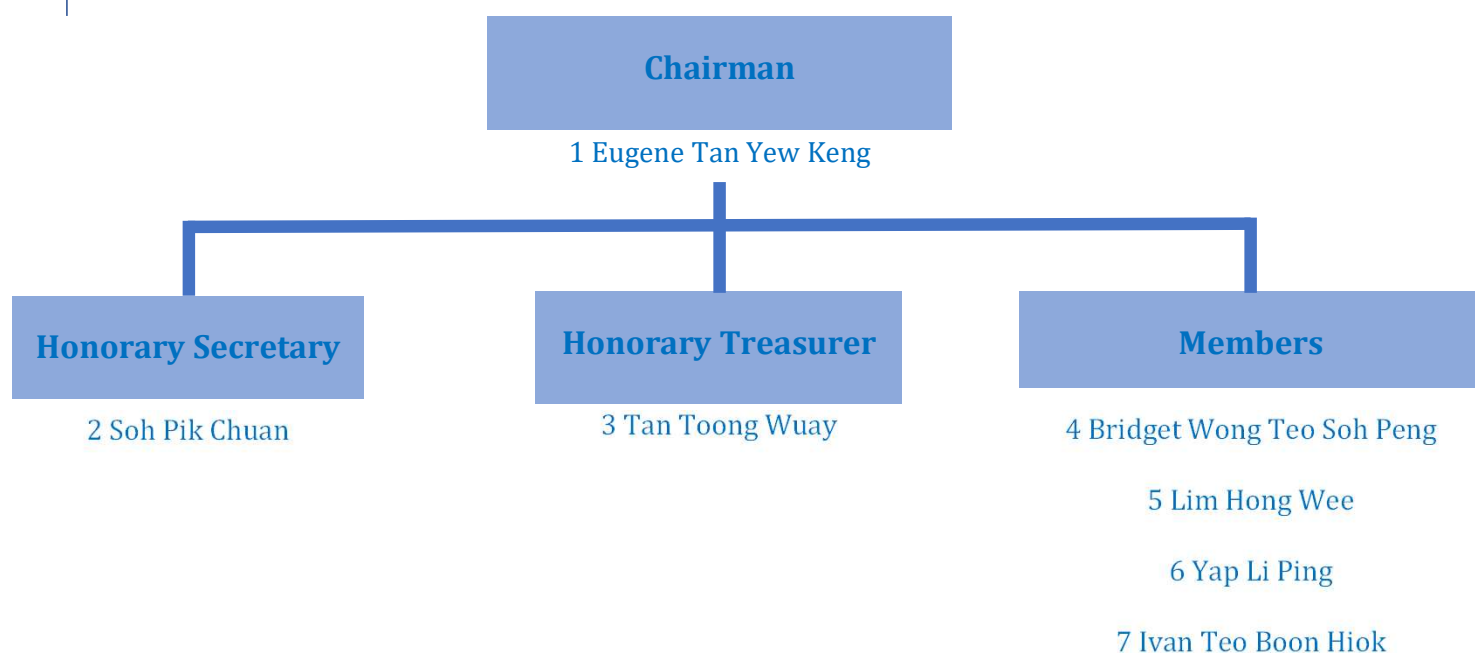 Chairman
1 Eugene Tan Yew Keng
Honorary Secretary
2 Soh Pik Chuan
Honorary Treasurer
3 Tan Toong Wuay
Members
4 Bridget Wong Teo Soh Peng
5 Lim Hong Wee
6 Yap Li Ping
7 Ivan Teo Boon Hiok